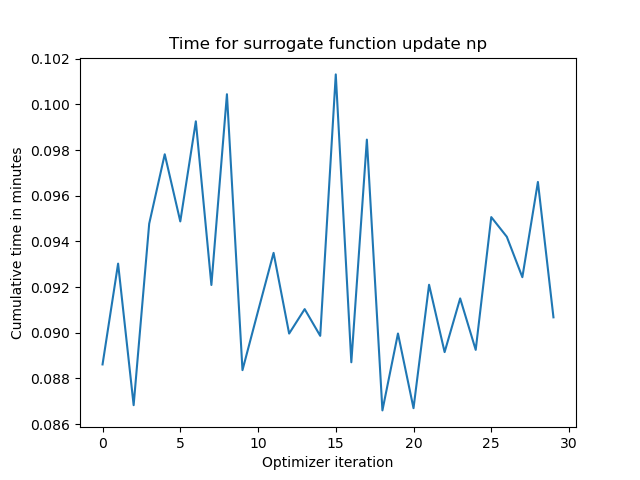 Time for surrogate function update np
0.102
0.100
0.098
0.096
0.094
0.092
0.090
0.088
0.086
Cumulative time in minutes
0 5 10 15 20 25 30
Optimizer iteration